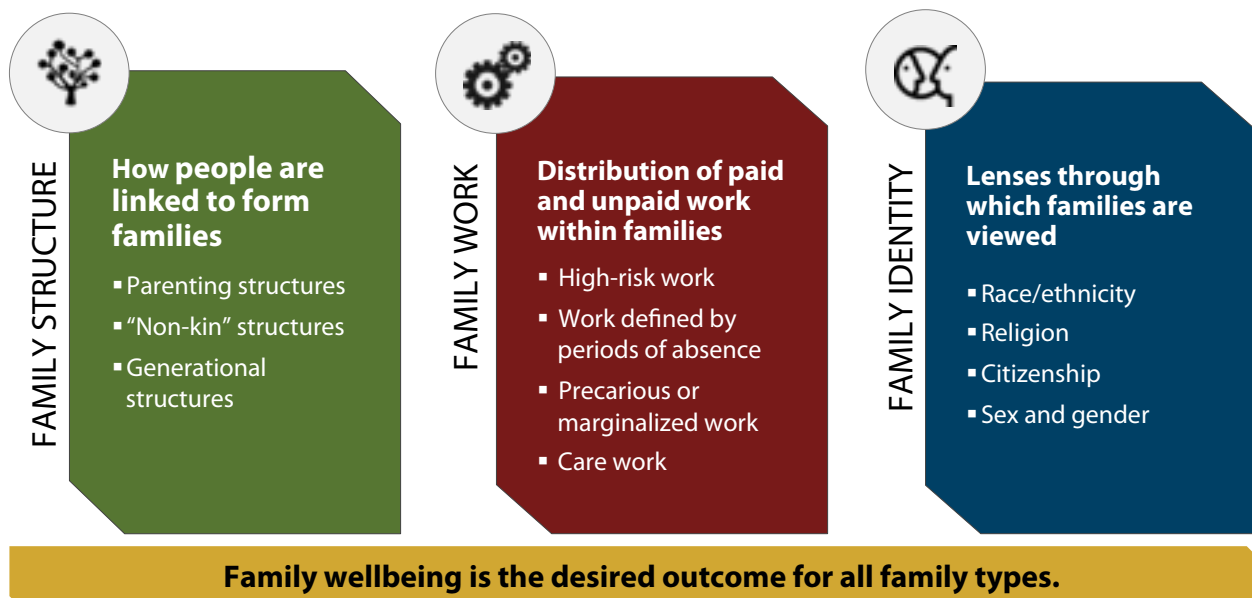 FAMILY STRUCTURE
How people are
linked to form
families
▪ Parenting structures
▪ “Non-kin” structures
▪ Generational
structures
FAMILY WORK
Distribution of paid
and unpaid work
within families
▪ High-risk work
▪ Work defined by
periods of absence
▪ Precarious or
marginalized work
▪ Care work
FAMILY IDENTITY
Lenses through
which families are
viewed
▪ Race/ethnicity
▪ Religion
▪ Citizenship
▪ Sex and gender
Family wellbeing is the desired outcome for all family types.